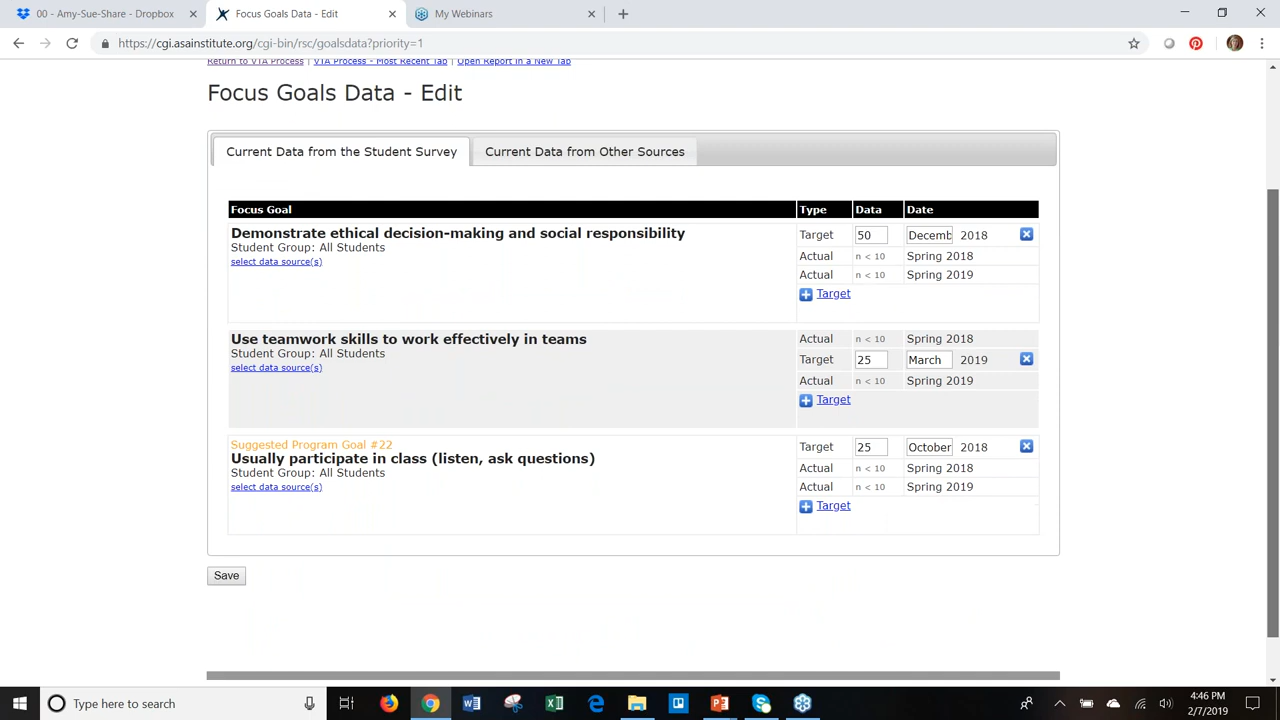 00 - Amy-Sue-Share - Dropbox
Focus Goals Data - Edit
My Webinars
https://cgi.asainstitute.org/cgi-bin/rsc/goalsdata?priority=1
Return to VTA Process | VTA Process - Most Recent Tab | Open Report in a New Tab
Focus Goals Data - Edit
Current Data from the Student Survey
Current Data from Other Sources
Focus Goal Type Data Date
Demonstrate ethical decision-making and social responsibility
Student Group: All Students
select data source(s)
Target 50 Decemb 2018
Actual n < 10 Spring 2018
Actual n < 10 Spring 2019
Target
Use teamwork skills to work effectively in teams
Student Group: All Students
select data source(s)
Actual n < 10 Spring 2018
Target 25 March 2019
Actual n < 10 Spring 2019
Target
Suggested Program Goal #22
Usually participate in class (listen, ask questions)
Student Group: All Students
select data source(s)
Target 25 October 2018
Actual n < 10 Spring 2018
Actual n < 10 Spring 2019
Target
Save
Type here to search
4:46 PM
2/7/2019